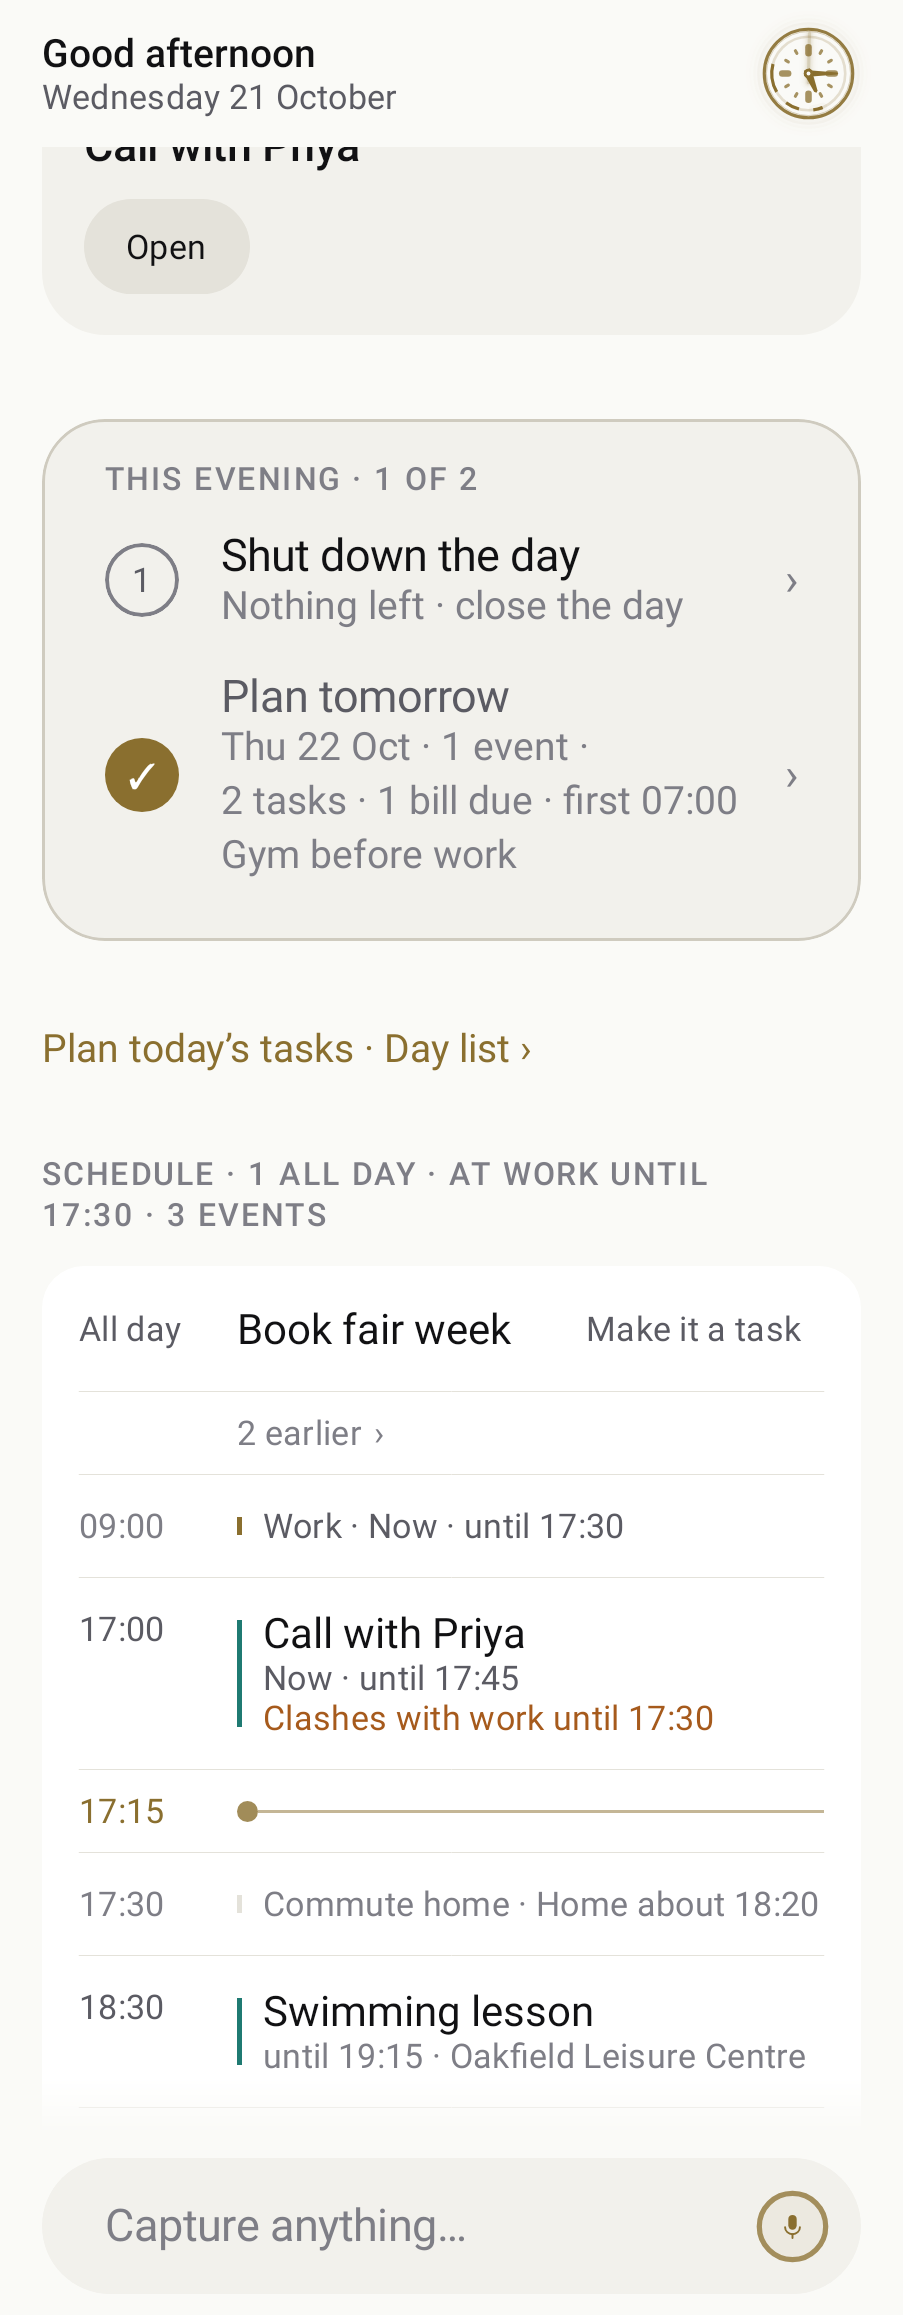 Good afternoon
Wednesday 21 October
Call with Priya
Open
THIS EVENING · 1 OF 2
1
Shut down the day
Nothing left · close the day
›
✓
Plan tomorrow
Thu 22 Oct · 1 event ·
2 tasks · 1 bill due · first 07:00
Gym before work
›
Plan today’s tasks · Day list ›
SCHEDULE · 1 ALL DAY · AT WORK UNTIL
17:30 · 3 EVENTS
All day Book fair week Make it a task
2 earlier ›
09:00 Work · Now · until 17:30
17:00 Call with Priya
Now · until 17:45
Clashes with work until 17:30
17:15
17:30 Commute home · Home about 18:20
18:30 Swimming lesson
until 19:15 · Oakfield Leisure Centre
Capture anything...